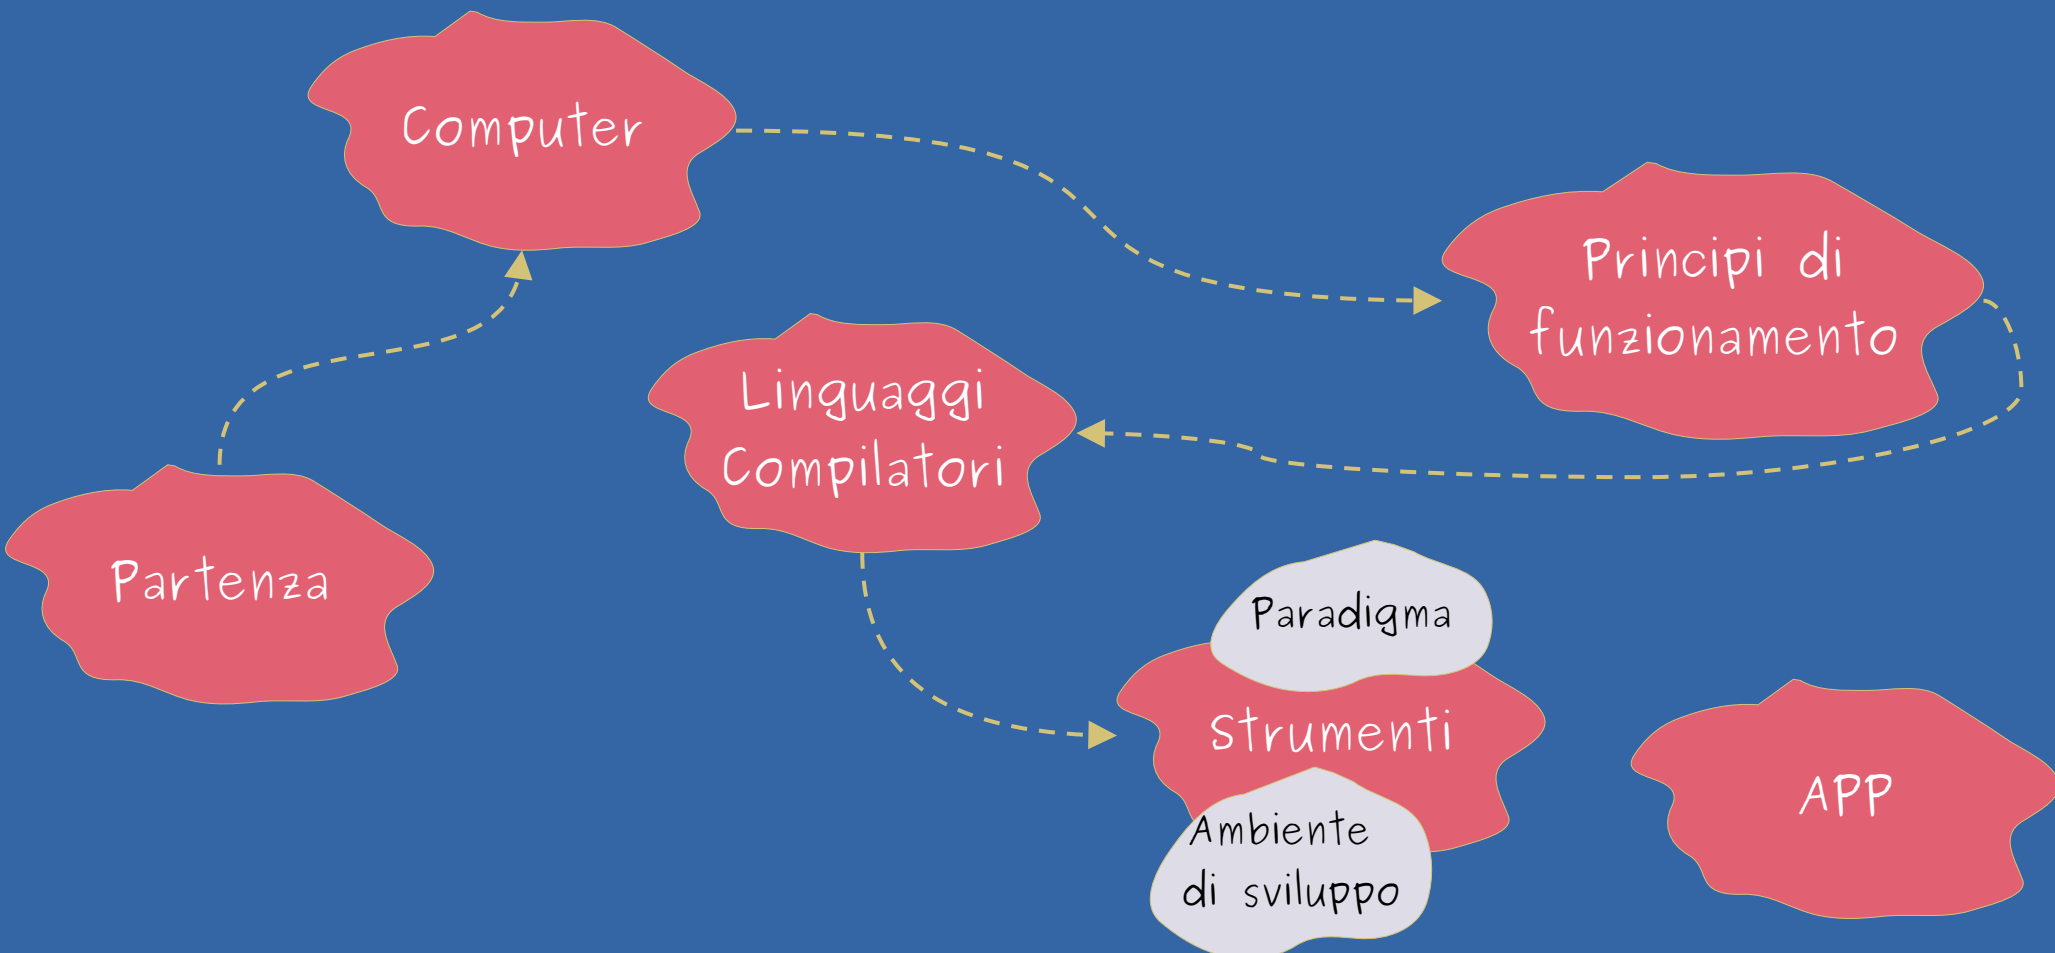 Computer
Principi di
funzionamento
Linguaggi
Compilatori
Partenza
Paradigma
Strumenti
Ambiente
di sviluppo
APP